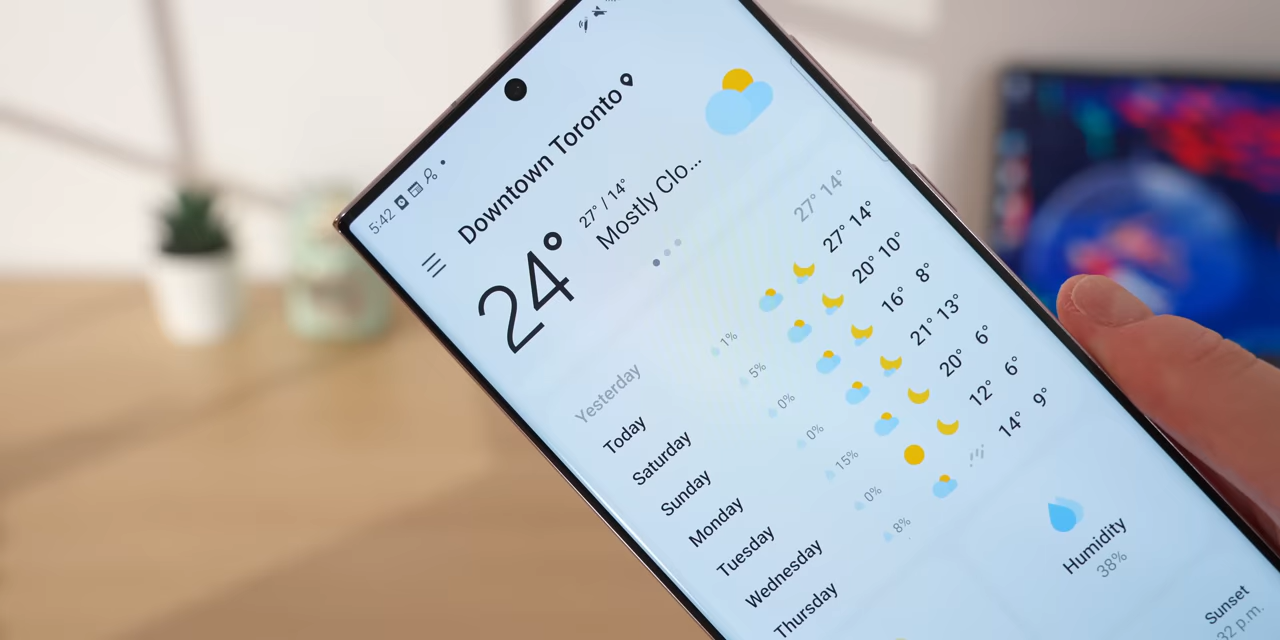 5:42
Downtown Toronto
24°
27° / 14°
Mostly Clo...
Yesterday 27° 14°
Today 1% 27° 14°
Saturday 5% 20° 10°
Sunday 0% 16° 8°
Monday 0% 21° 13°
Tuesday 15% 20° 6°
Wednesday 0% 12° 6°
Thursday 8% 14° 9°
Humidity
38%
Sunset
p.m.